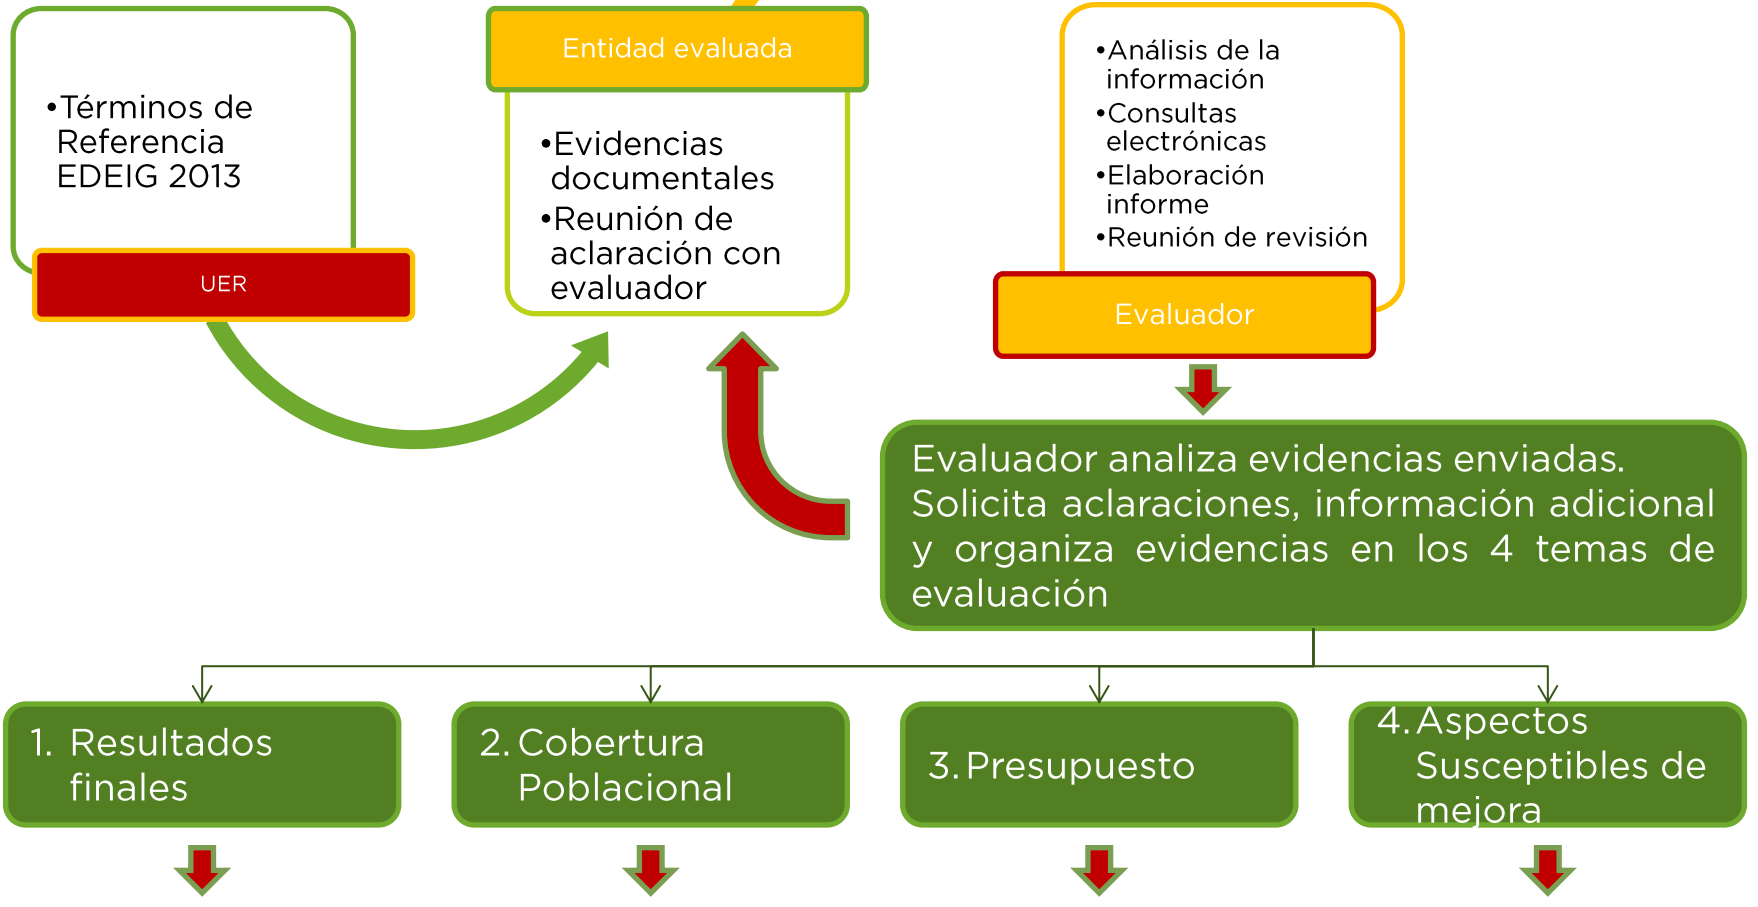 •Términos de
Referencia
EDEIG 2013
UER
Entidad evaluada
•Evidencias
documentales
•Reunión de
aclaración con
evaluador
•Análisis de la
información
•Consultas
electrónicas
•Elaboración
informe
•Reunión de revisión
Evaluador
Evaluador analiza evidencias enviadas.
Solicita aclaraciones, información adicional
y organiza evidencias en los 4 temas de
evaluación
1. Resultados
finales
2. Cobertura
Poblacional
3. Presupuesto
4. Aspectos
Susceptibles de
mejora